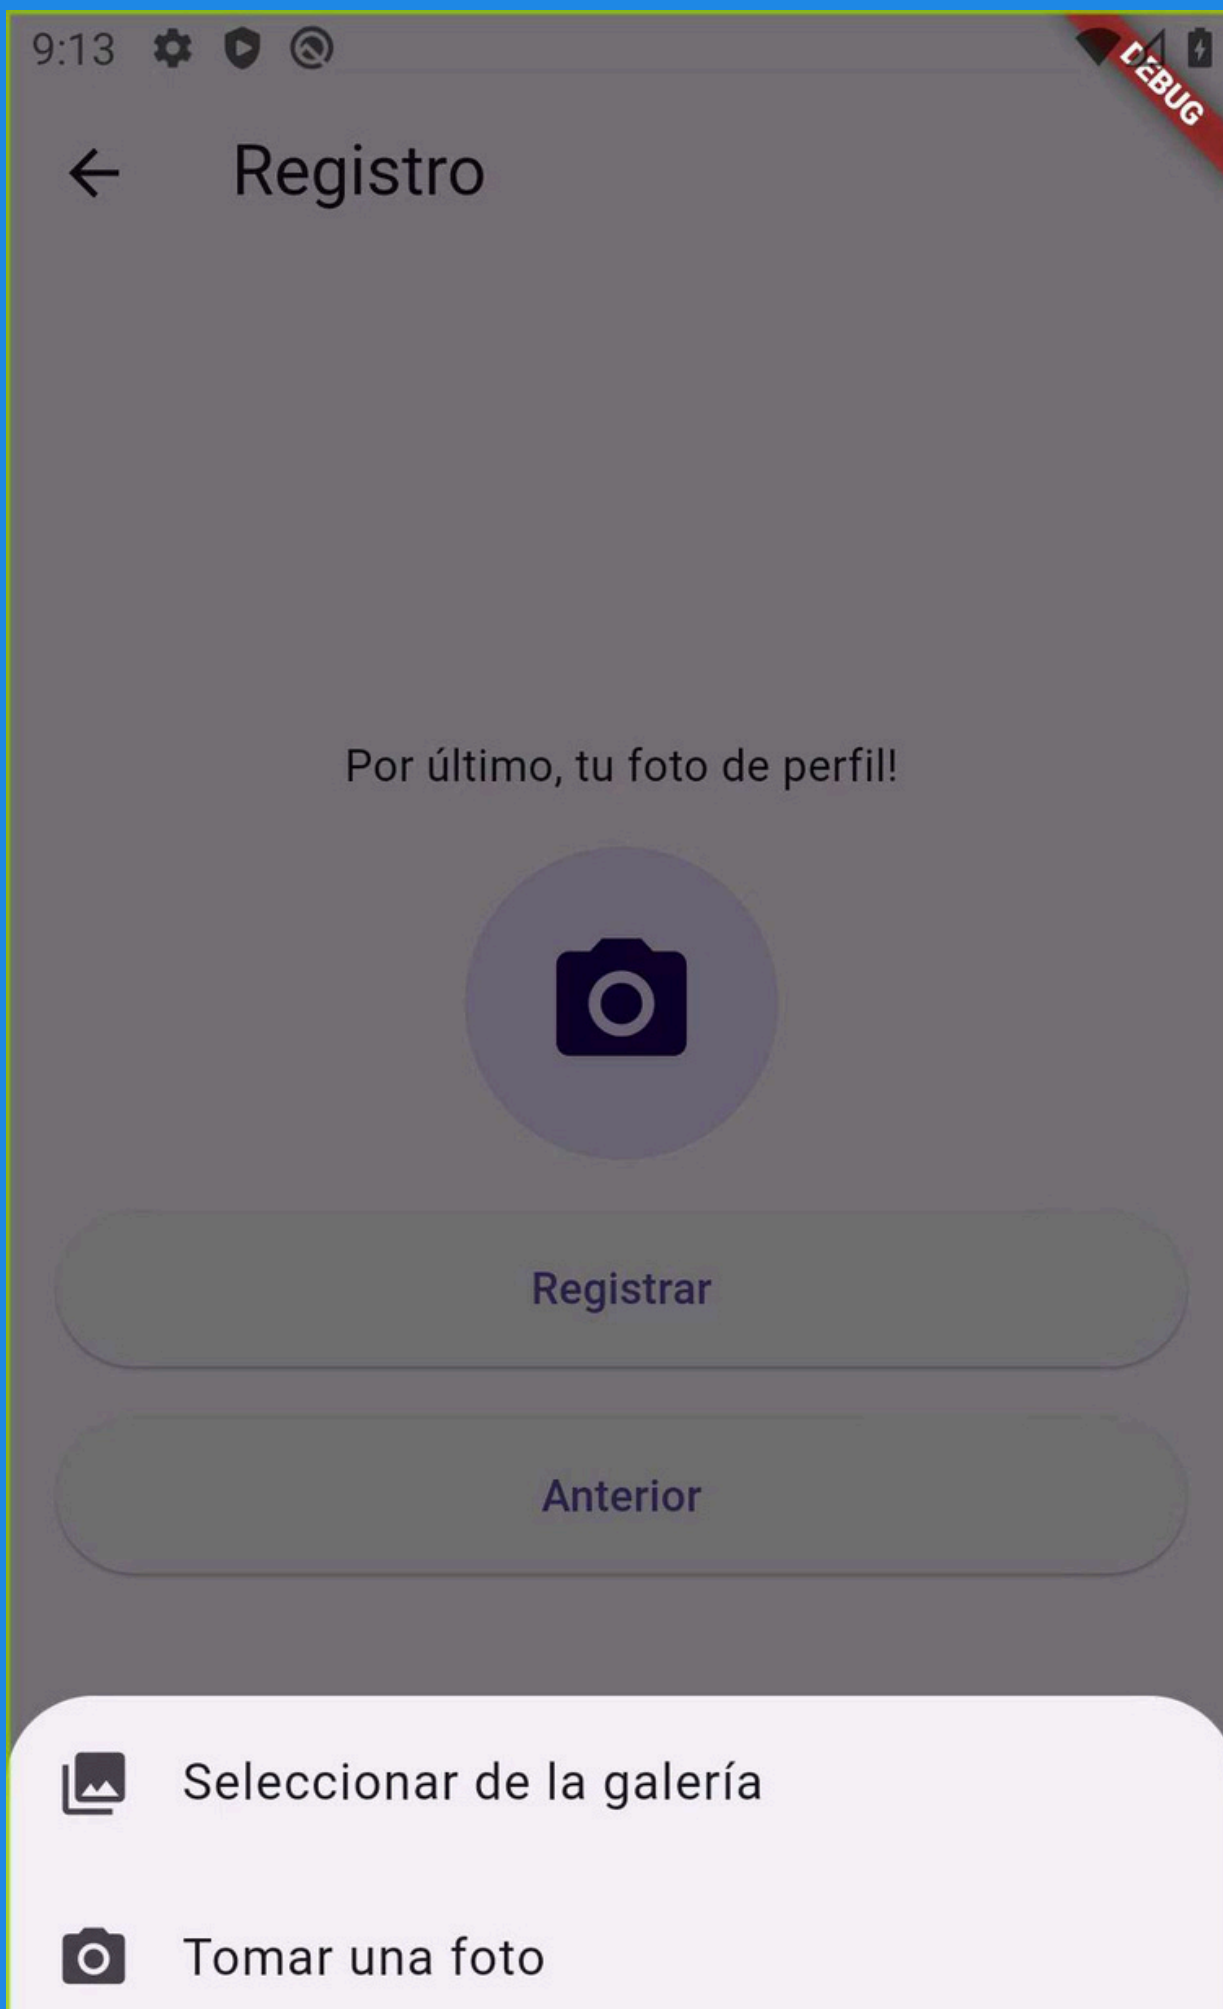 9:13
DEBUG
Registro
Por último, tu foto de perfil!
Registrar
Anterior
Seleccionar de la galería
Tomar una foto